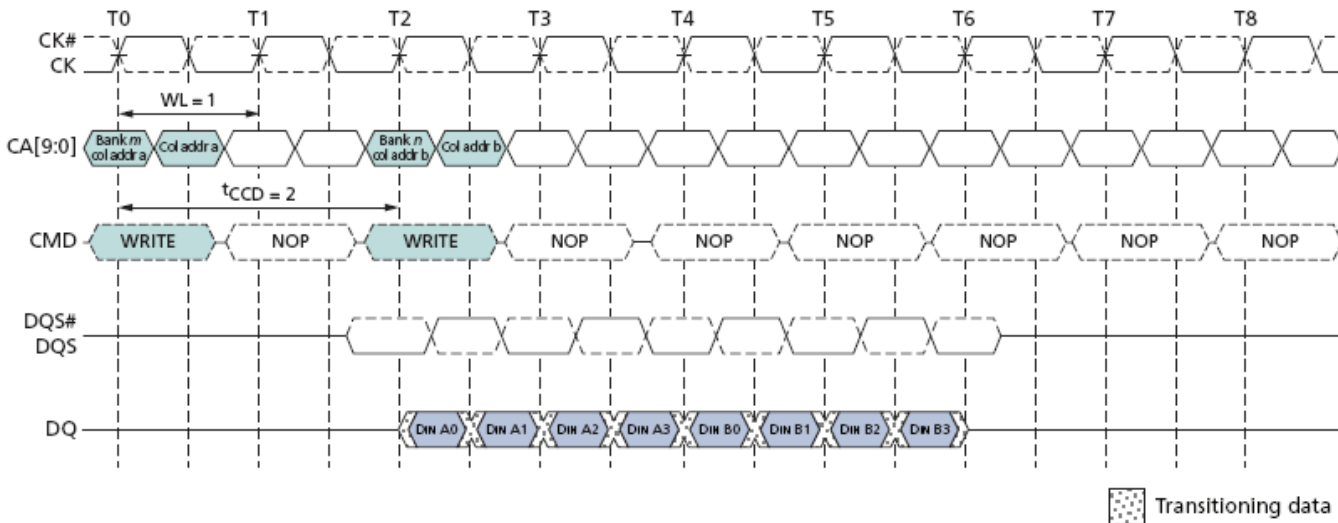 T0 T1 T2 T3 T4 T5 T6 T7 T8
CK#
CK
WL = 1
CA[9:0]
Bank m
col addr a
Col addr a
Bank n
col addr b
Col addr b
tCCD = 2
CMD WRITE NOP WRITE NOP NOP NOP NOP NOP NOP
DQS#
DQS
DQ DIN A0 DIN A1 DIN A2 DIN A3 DIN B0 DIN B1 DIN B2 DIN B3
Transitioning data